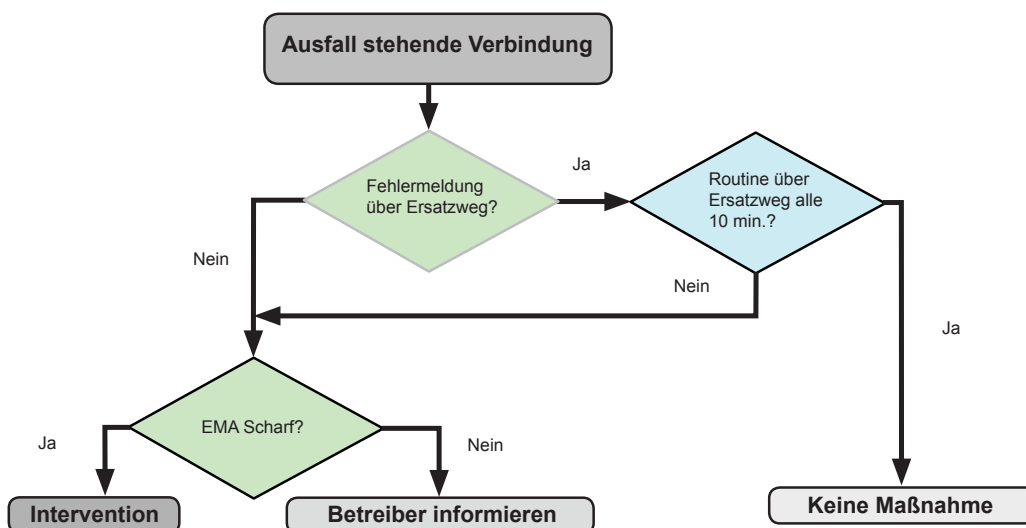 Ausfall stehende Verbindung
Fehlermeldung
über Ersatzweg?
Ja
Routine über
Ersatzweg alle
10 min.?
Nein
Nein
Ja
EMA Scharf?
Ja
Nein
Intervention
Betreiber informieren
Keine Maßnahme